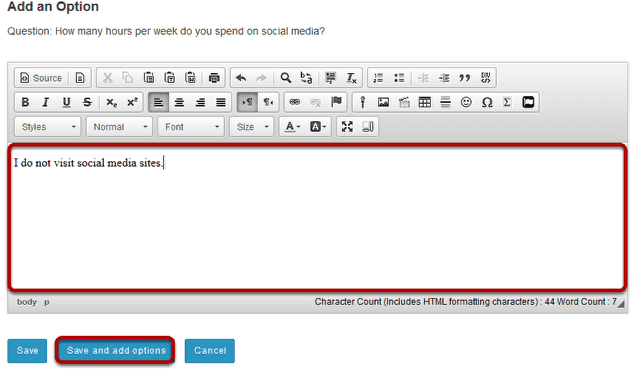 Add an Option
Question: How many hours per week do you spend on social media?
Source
B I U S X₂ X² ¶ ¶ Ω Σ
Styles Normal Font Size A A
I do not visit social media sites.
body p Character Count (Includes HTML formatting characters) : 44 Word Count : 7
Save Save and add options Cancel